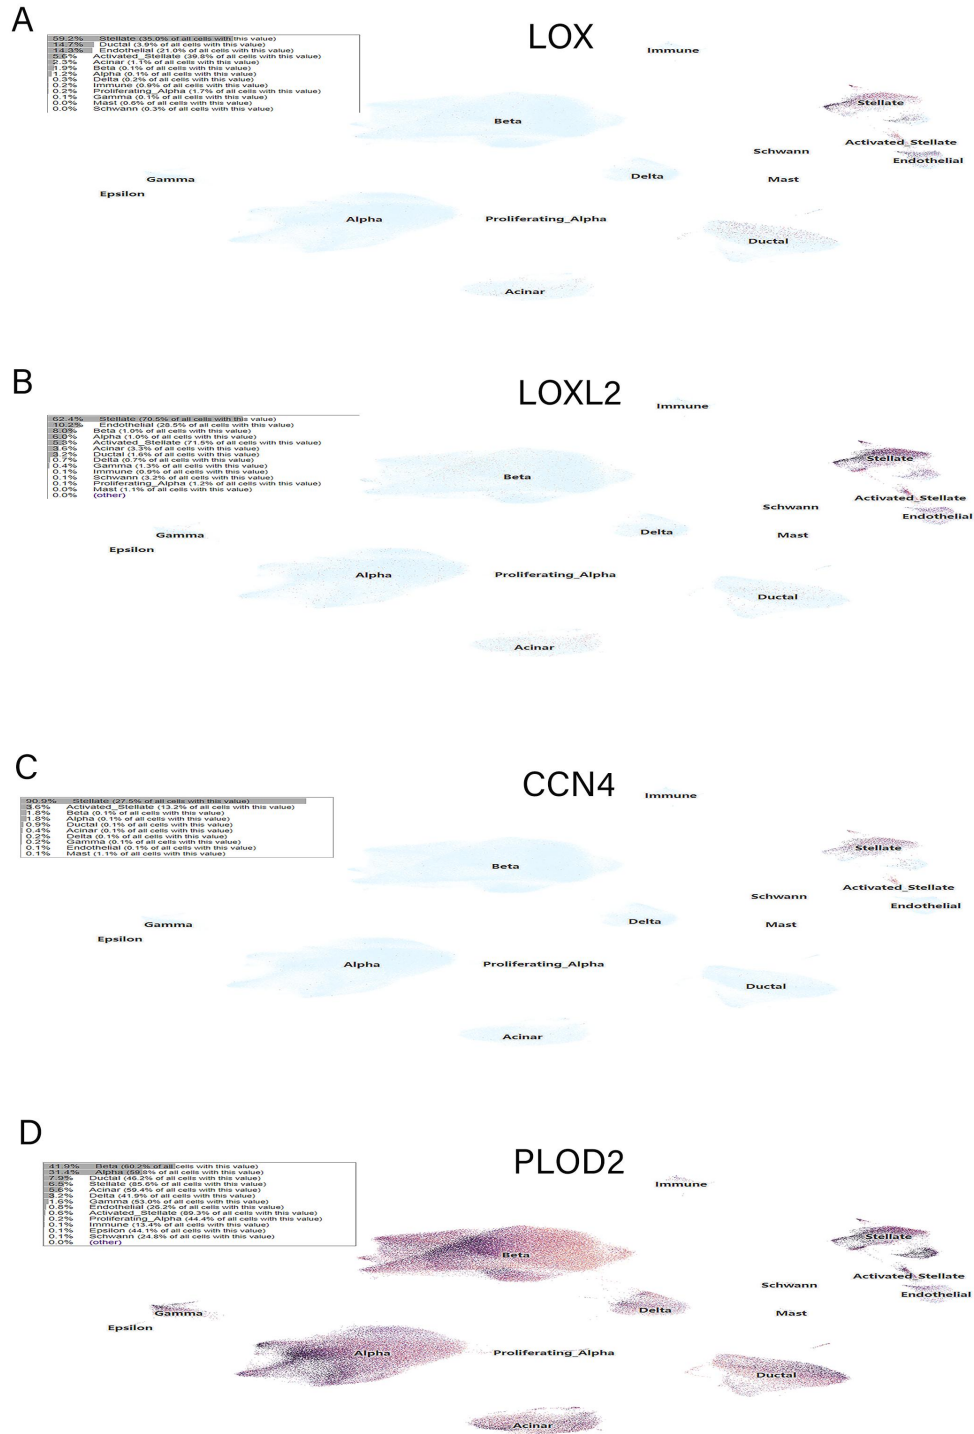 A
LOX
59.2% Stellate (35.0% of all cells with this value)
14.7% Ductal (3.9% of all cells with this value)
14.3% Endothelial (21.0% of all cells with this value)
5.6% Activated_Stellate (39.8% of all cells with this value)
2.3% Acinar (1.1% of all cells with this value)
1.9% Beta (0.1% of all cells with this value)
1.2% Alpha (0.1% of all cells with this value)
0.3% Delta (0.2% of all cells with this value)
0.2% Immune (0.9% of all cells with this value)
0.2% Proliferating_Alpha (1.7% of all cells with this value)
0.1% Gamma (0.1% of all cells with this value)
0.0% Mast (0.6% of all cells with this value)
0.0% Schwann (0.3% of all cells with this value)
Immune
Stellate
Beta
Activated_Stellate
Schwann
Endothelial
Delta
Mast
Gamma
Epsilon
Alpha
Proliferating_Alpha
Ductal
Acinar
B
LOXL2
62.4% Stellate (70.5% of all cells with this value)
10.2% Endothelial (28.5% of all cells with this value)
8.0% Beta (1.0% of all cells with this value)
6.0% Alpha (1.0% of all cells with this value)
5.3% Activated_Stellate (71.5% of all cells with this value)
3.6% Acinar (3.3% of all cells with this value)
3.2% Ductal (1.6% of all cells with this value)
0.7% Delta (0.7% of all cells with this value)
0.4% Gamma (1.3% of all cells with this value)
0.1% Immune (0.9% of all cells with this value)
0.1% Schwann (3.2% of all cells with this value)
0.1% Proliferating_Alpha (1.2% of all cells with this value)
0.0% Mast (1.1% of all cells with this value)
0.0% (other)
Immune
Stellate
Beta
Activated_Stellate
Schwann
Endothelial
Delta
Mast
Gamma
Epsilon
Alpha
Proliferating_Alpha
Ductal
Acinar
C
CCN4
90.9% Stellate (27.5% of all cells with this value)
3.6% Activated_Stellate (13.2% of all cells with this value)
1.8% Beta (0.1% of all cells with this value)
1.8% Alpha (0.1% of all cells with this value)
0.9% Ductal (0.1% of all cells with this value)
0.4% Acinar (0.1% of all cells with this value)
0.2% Delta (0.1% of all cells with this value)
0.2% Gamma (0.1% of all cells with this value)
0.1% Endothelial (0.1% of all cells with this value)
0.1% Mast (1.1% of all cells with this value)
Immune
Stellate
Beta
Activated_Stellate
Schwann
Endothelial
Delta
Mast
Gamma
Epsilon
Alpha
Proliferating_Alpha
Ductal
Acinar
D
PLOD2
41.9% Beta (60.2% of all cells with this value)
31.4% Alpha (59.8% of all cells with this value)
7.9% Ductal (46.2% of all cells with this value)
6.5% Stellate (85.6% of all cells with this value)
5.6% Acinar (59.4% of all cells with this value)
3.2% Delta (41.9% of all cells with this value)
1.6% Gamma (53.0% of all cells with this value)
0.8% Endothelial (26.2% of all cells with this value)
0.6% Activated_Stellate (89.3% of all cells with this value)
0.2% Proliferating_Alpha (44.4% of all cells with this value)
0.1% Immune (13.4% of all cells with this value)
0.1% Epsilon (44.1% of all cells with this value)
0.1% Schwann (24.8% of all cells with this value)
0.0% (other)
Immune
Stellate
Beta
Activated_Stellate
Schwann
Endothelial
Delta
Mast
Gamma
Epsilon
Alpha
Proliferating_Alpha
Ductal
Acinar